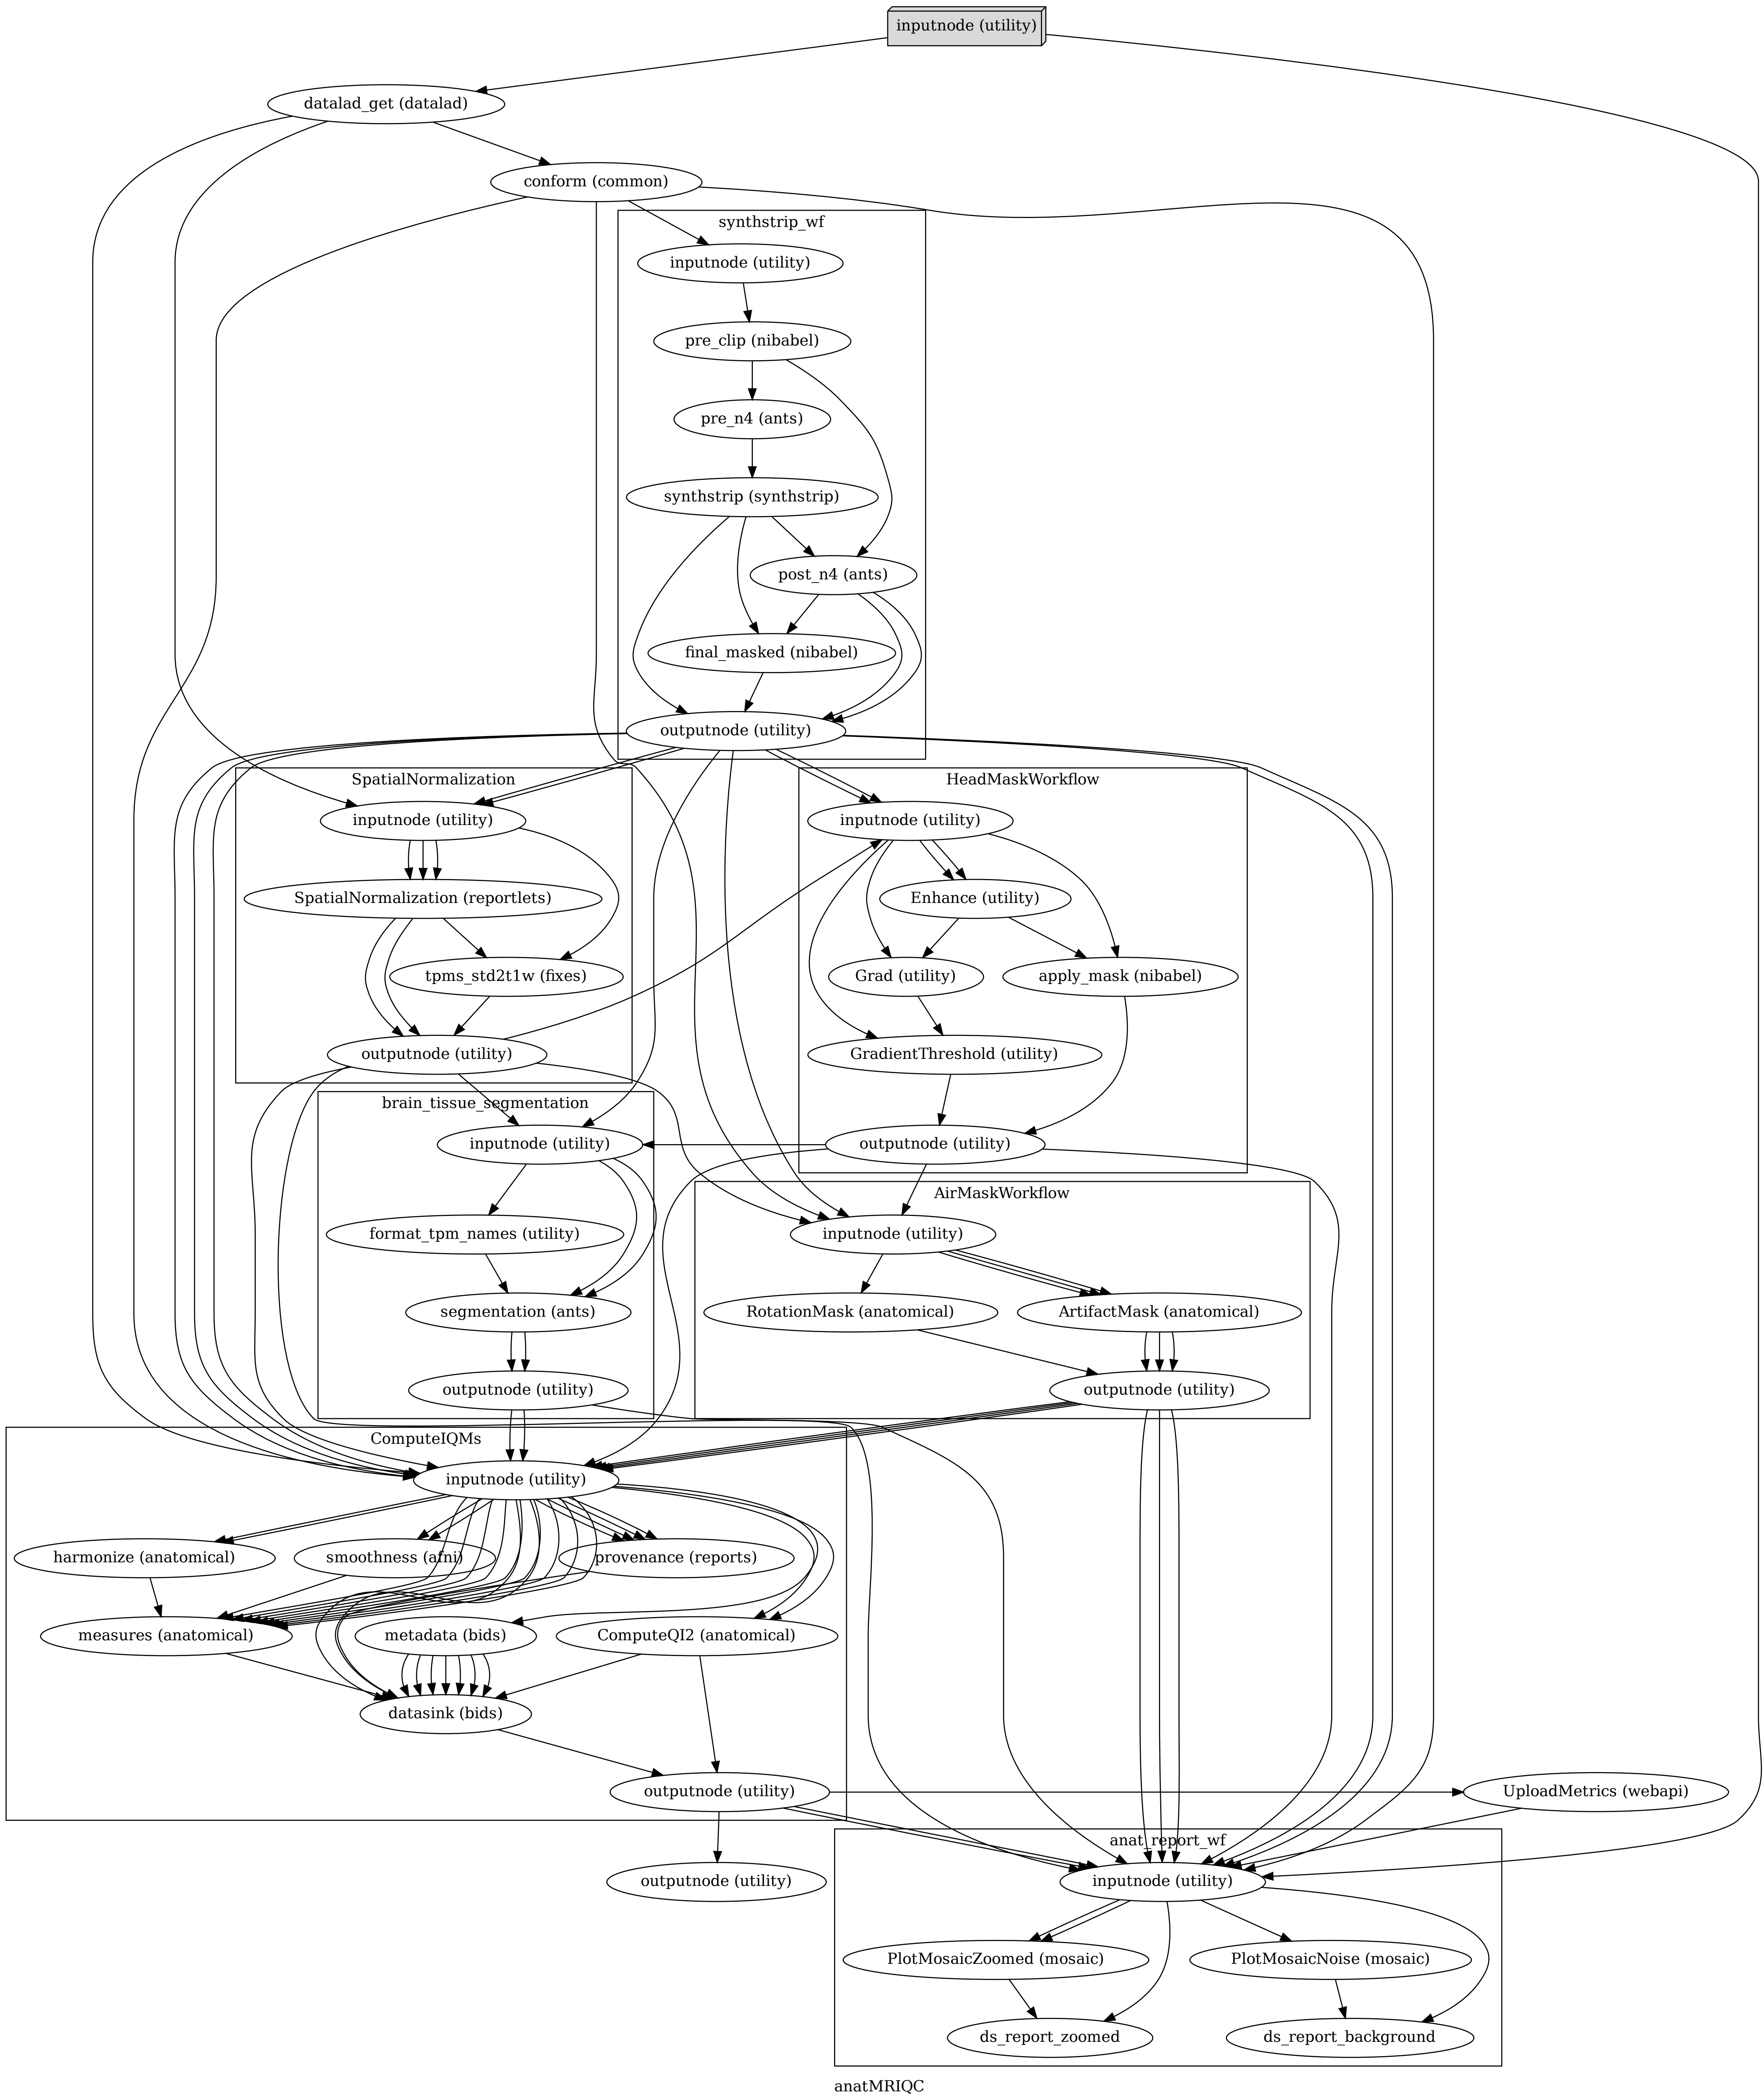 inputnode (utility)
datalad_get (datalad)
conform (common)
synthstrip_wf
inputnode (utility)
pre_clip (nibabel)
pre_n4 (ants)
synthstrip (synthstrip)
post_n4 (ants)
final_masked (nibabel)
outputnode (utility)
SpatialNormalization
inputnode (utility)
SpatialNormalization (reportlets)
tpms_std2t1w (fixes)
outputnode (utility)
HeadMaskWorkflow
inputnode (utility)
Enhance (utility)
Grad (utility)
apply_mask (nibabel)
GradientThreshold (utility)
outputnode (utility)
brain_tissue_segmentation
inputnode (utility)
format_tpm_names (utility)
segmentation (ants)
outputnode (utility)
AirMaskWorkflow
inputnode (utility)
RotationMask (anatomical)
ArtifactMask (anatomical)
outputnode (utility)
ComputeIQMs
inputnode (utility)
harmonize (anatomical)
smoothness (afni)
provenance (reports)
measures (anatomical)
metadata (bids)
ComputeQI2 (anatomical)
datasink (bids)
outputnode (utility)
UploadMetrics (webapi)
outputnode (utility)
anat_report_wf
inputnode (utility)
PlotMosaicZoomed (mosaic)
PlotMosaicNoise (mosaic)
ds_report_zoomed
ds_report_background
anatMRIQC